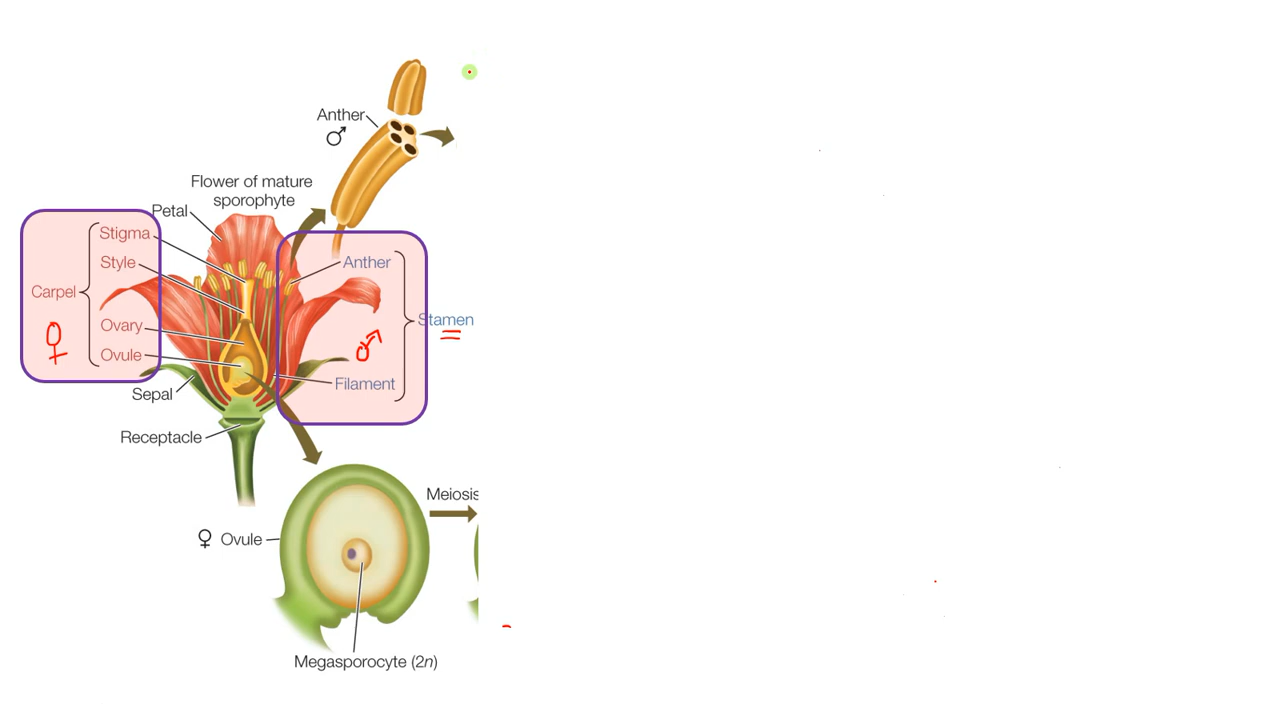 Anther
♂
Flower of mature
sporophyte
Petal
Stigma
Style
Carpel
Ovary
Ovule
♀
Anther
Stamen
♂
Filament
Sepal
Receptacle
Meiosis
♀ Ovule
Megasporocyte (2n)